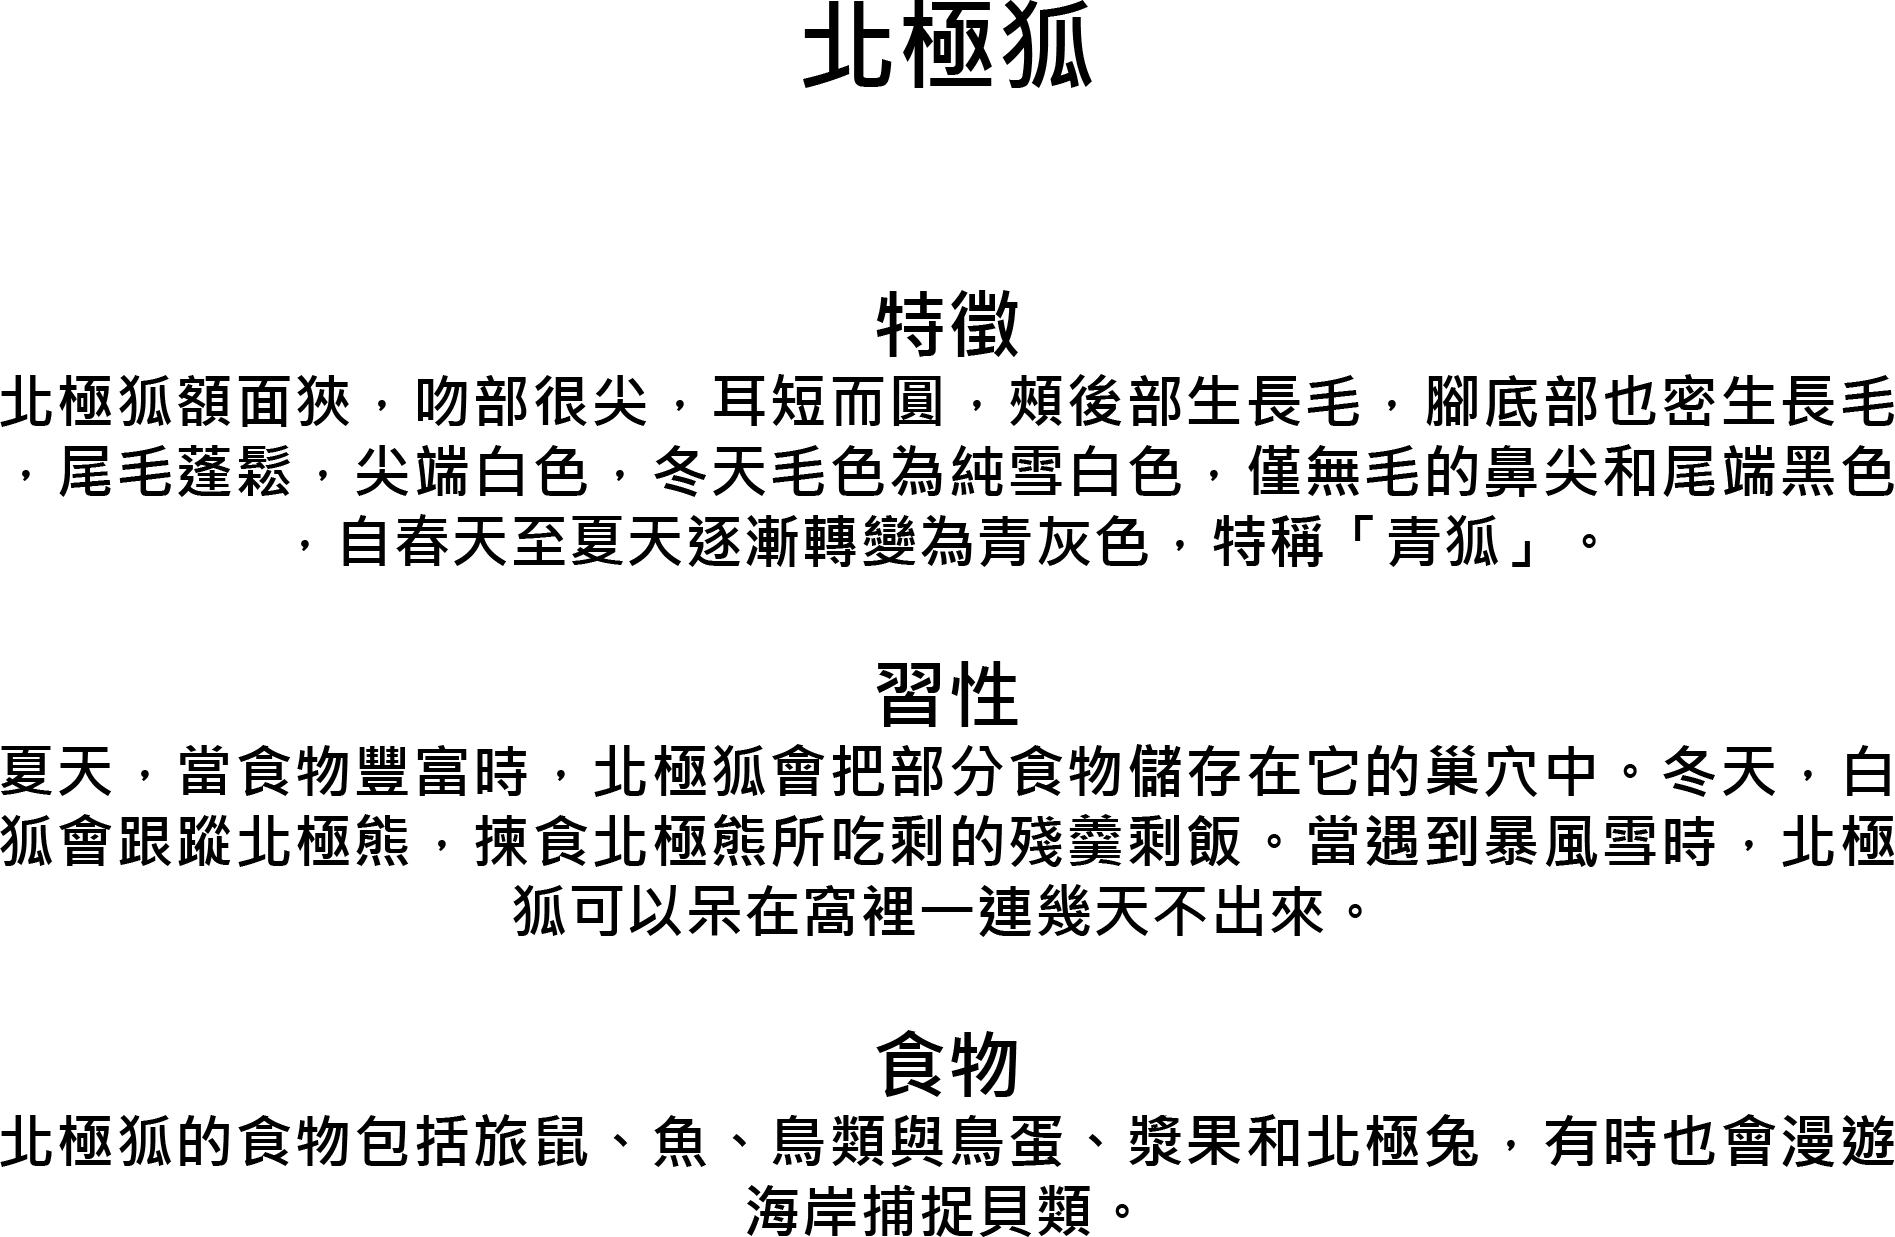 北極狐
特徵
北極狐額面狹，吻部很尖，耳短而圓，頰後部生長毛，腳底部也密生長毛
，尾毛蓬鬆，尖端白色，冬天毛色為純雪白色，僅無毛的鼻尖和尾端黑色
，自春天至夏天逐漸轉變為青灰色，特稱「青狐」。
習性
夏天，當食物豐富時，北極狐會把部分食物儲存在它的巢穴中。冬天，白
狐會跟蹤北極熊，揀食北極熊所吃剩的殘羹剩飯。當遇到暴風雪時，北極
狐可以呆在窩裡一連幾天不出來。
食物
北極狐的食物包括旅鼠、魚、鳥類與鳥蛋、漿果和北極兔，有時也會漫遊
海岸捕捉貝類。